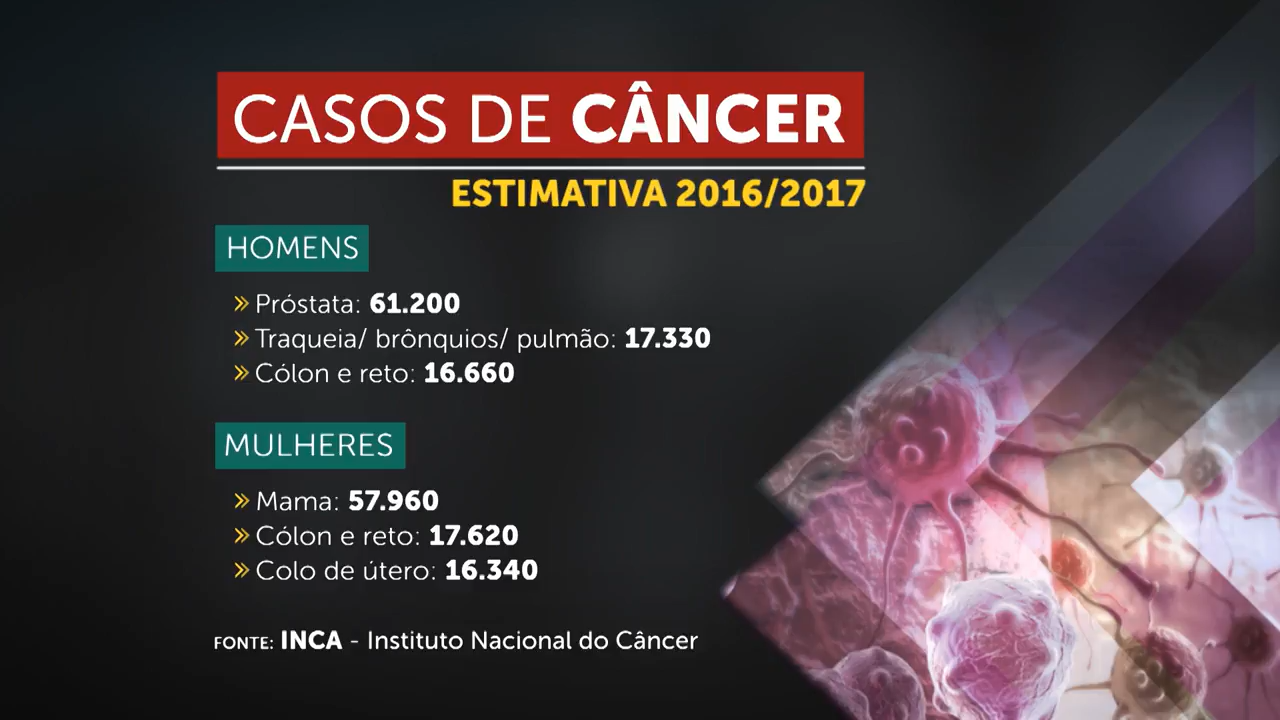 CASOS DE CÂNCER
ESTIMATIVA 2016/2017
HOMENS
» Próstata: 61.200
» Traqueia/ brônquios/ pulmão: 17.330
» Cólon e reto: 16.660
MULHERES
» Mama: 57.960
» Cólon e reto: 17.620
» Colo de útero: 16.340
FONTE: INCA - Instituto Nacional do Câncer